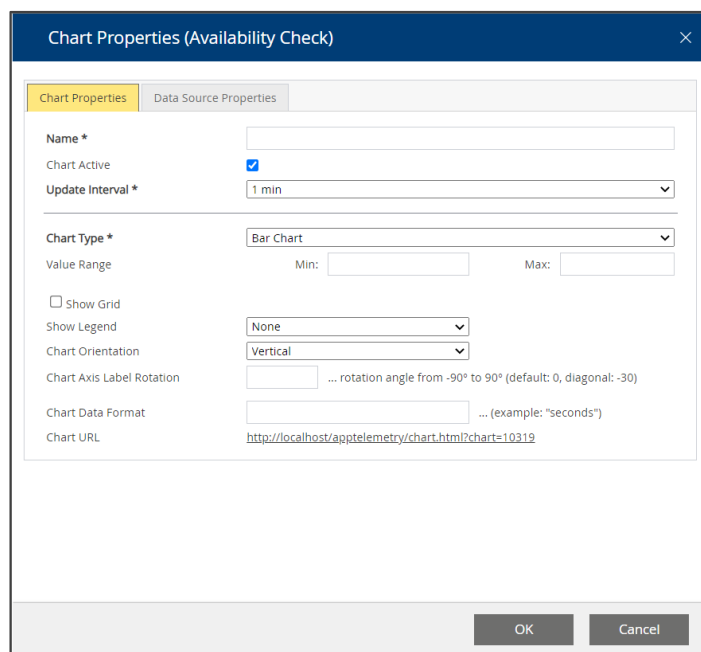 Chart Properties (Availability Check)
Chart Properties Data Source Properties
Name *
Chart Active
Update Interval * 1 min
Chart Type * Bar Chart
Value Range Min: Max:
Show Grid
Show Legend None
Chart Orientation Vertical
Chart Axis Label Rotation ... rotation angle from -90° to 90° (default: 0, diagonal: -30)
Chart Data Format ... (example: "seconds")
Chart URL http://localhost/apptelemetry/chart.html?chart=10319
OK Cancel